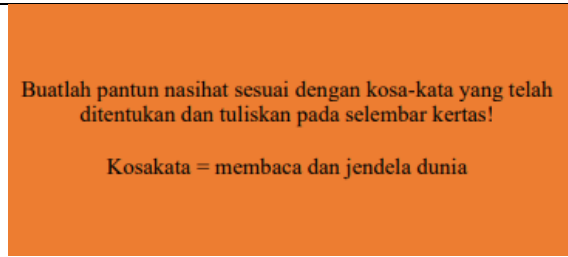 Buatlah pantun nasihat sesuai dengan kosa-kata yang telah
ditentukan dan tuliskan pada selembar kertas!
Kosakata = membaca dan jendela dunia